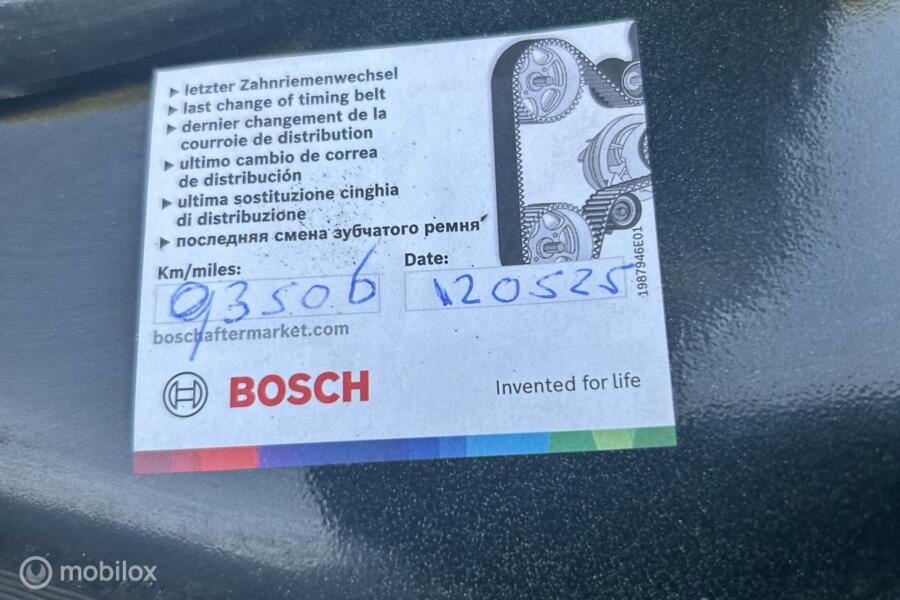 ▸ letzter Zahnriemenwechsel
▸ last change of timing belt
▸ dernier changement de la
courroie de distribution
▸ ultimo cambio de correa
de distribución
▸ ultima sostituzione cinghia
di distribuzione
▸ последняя смена зубчатого ремня
Km/miles:
Date:
93506
120525
boschaftermarket.com
1987946E01
BOSCH
Invented for life
mobilox